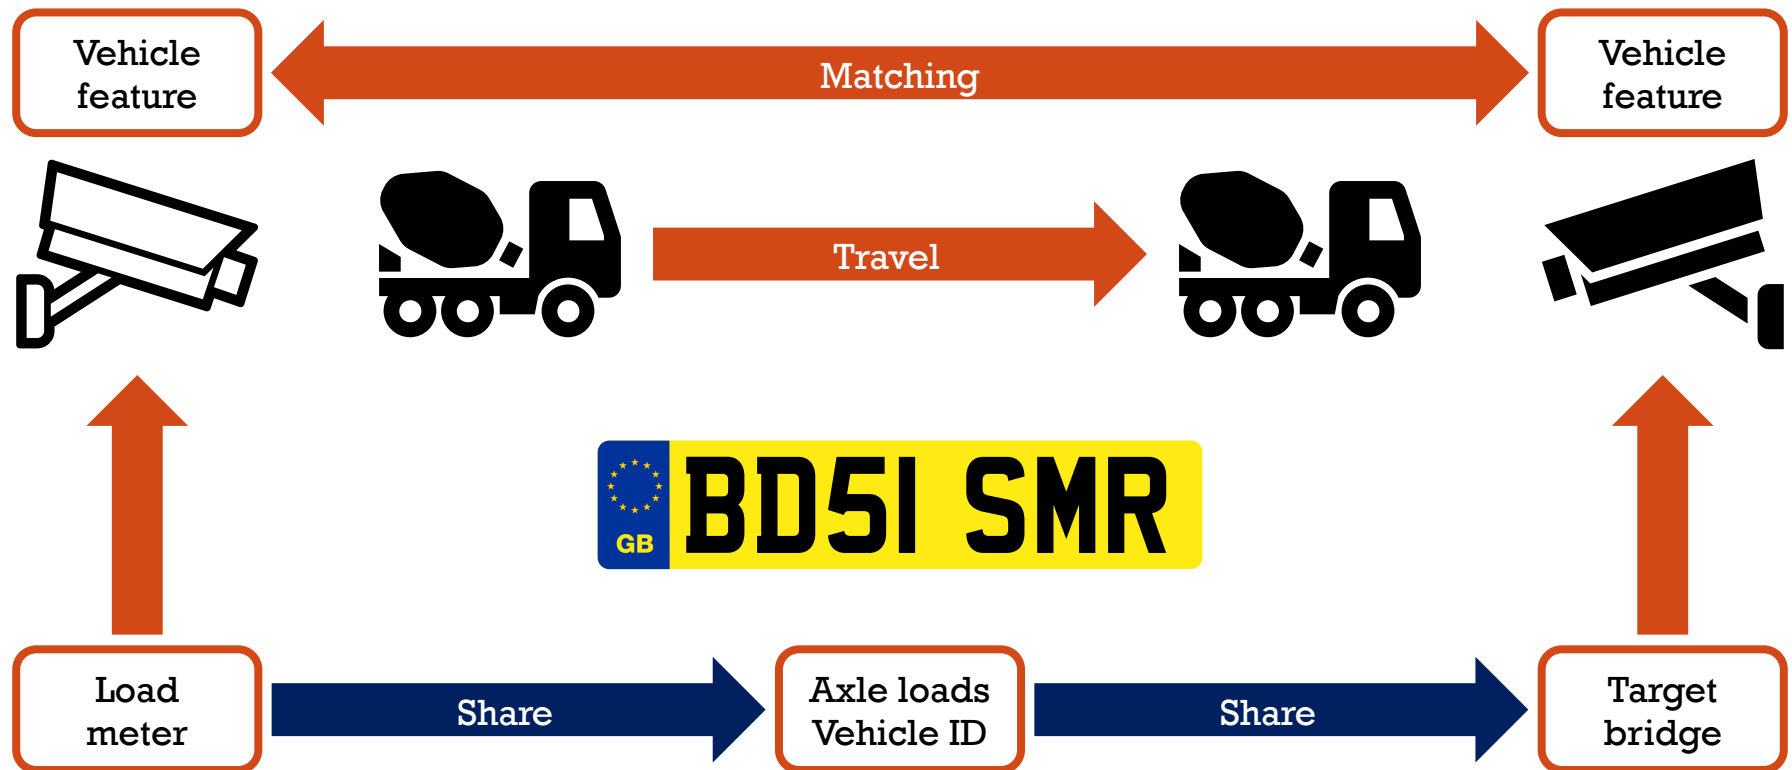 Vehicle
feature
Matching
Vehicle
feature
Travel
GB
BD51 SMR
Load
meter
Share
Axle loads
Vehicle ID
Share
Target
bridge